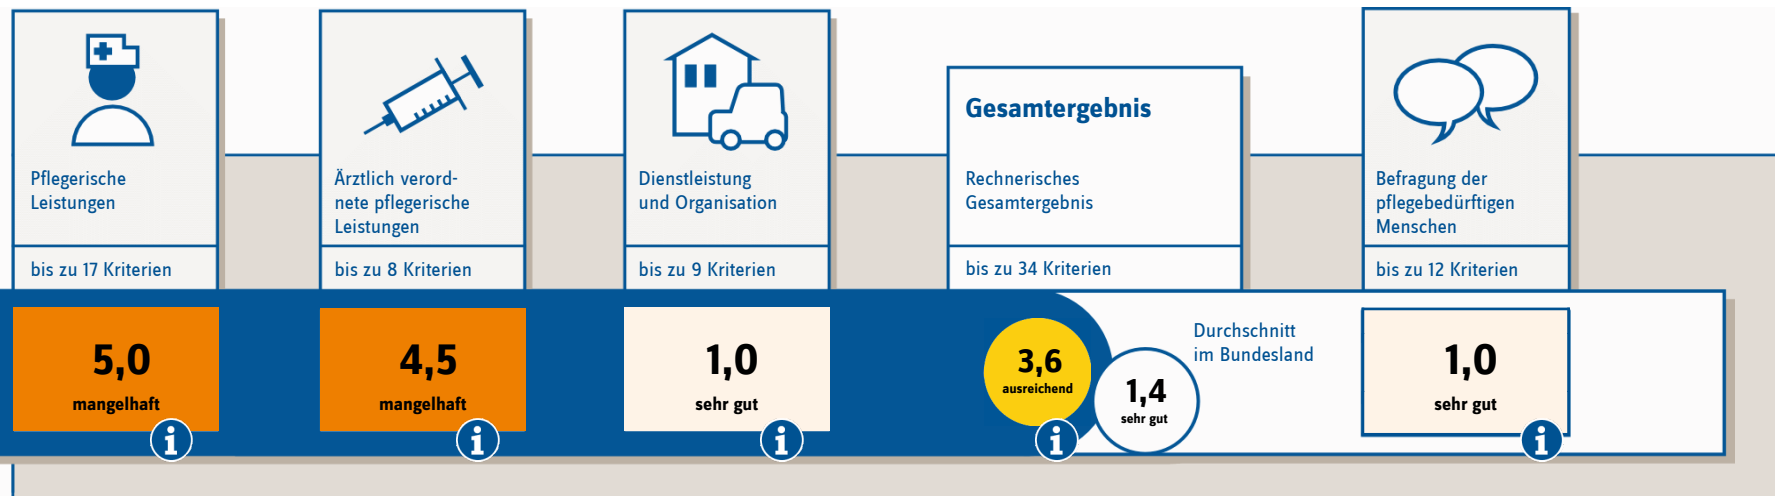 Pflegerische
Leistungen
bis zu 17 Kriterien
5,0
mangelhaft
i
Ärztlich verord-
nete pflegerische
Leistungen
bis zu 8 Kriterien
4,5
mangelhaft
i
Dienstleistung
und Organisation
bis zu 9 Kriterien
1,0
sehr gut
i
Gesamtergebnis
Rechnerisches
Gesamtergebnis
bis zu 34 Kriterien
3,6
ausreichend
i
1,4
sehr gut
Durchschnitt
im Bundesland
Befragung der
pflegebedürftigen
Menschen
bis zu 12 Kriterien
1,0
sehr gut
i